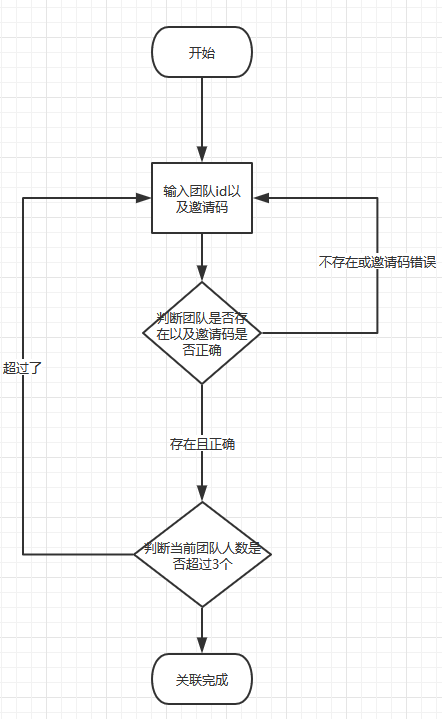 开始
输入团队id以
及邀请码
不存在或邀请码错误
判断团队是否存
在以及邀请码是
否正确
超过了
存在且正确
判断当前团队人数是
否超过3个
关联完成